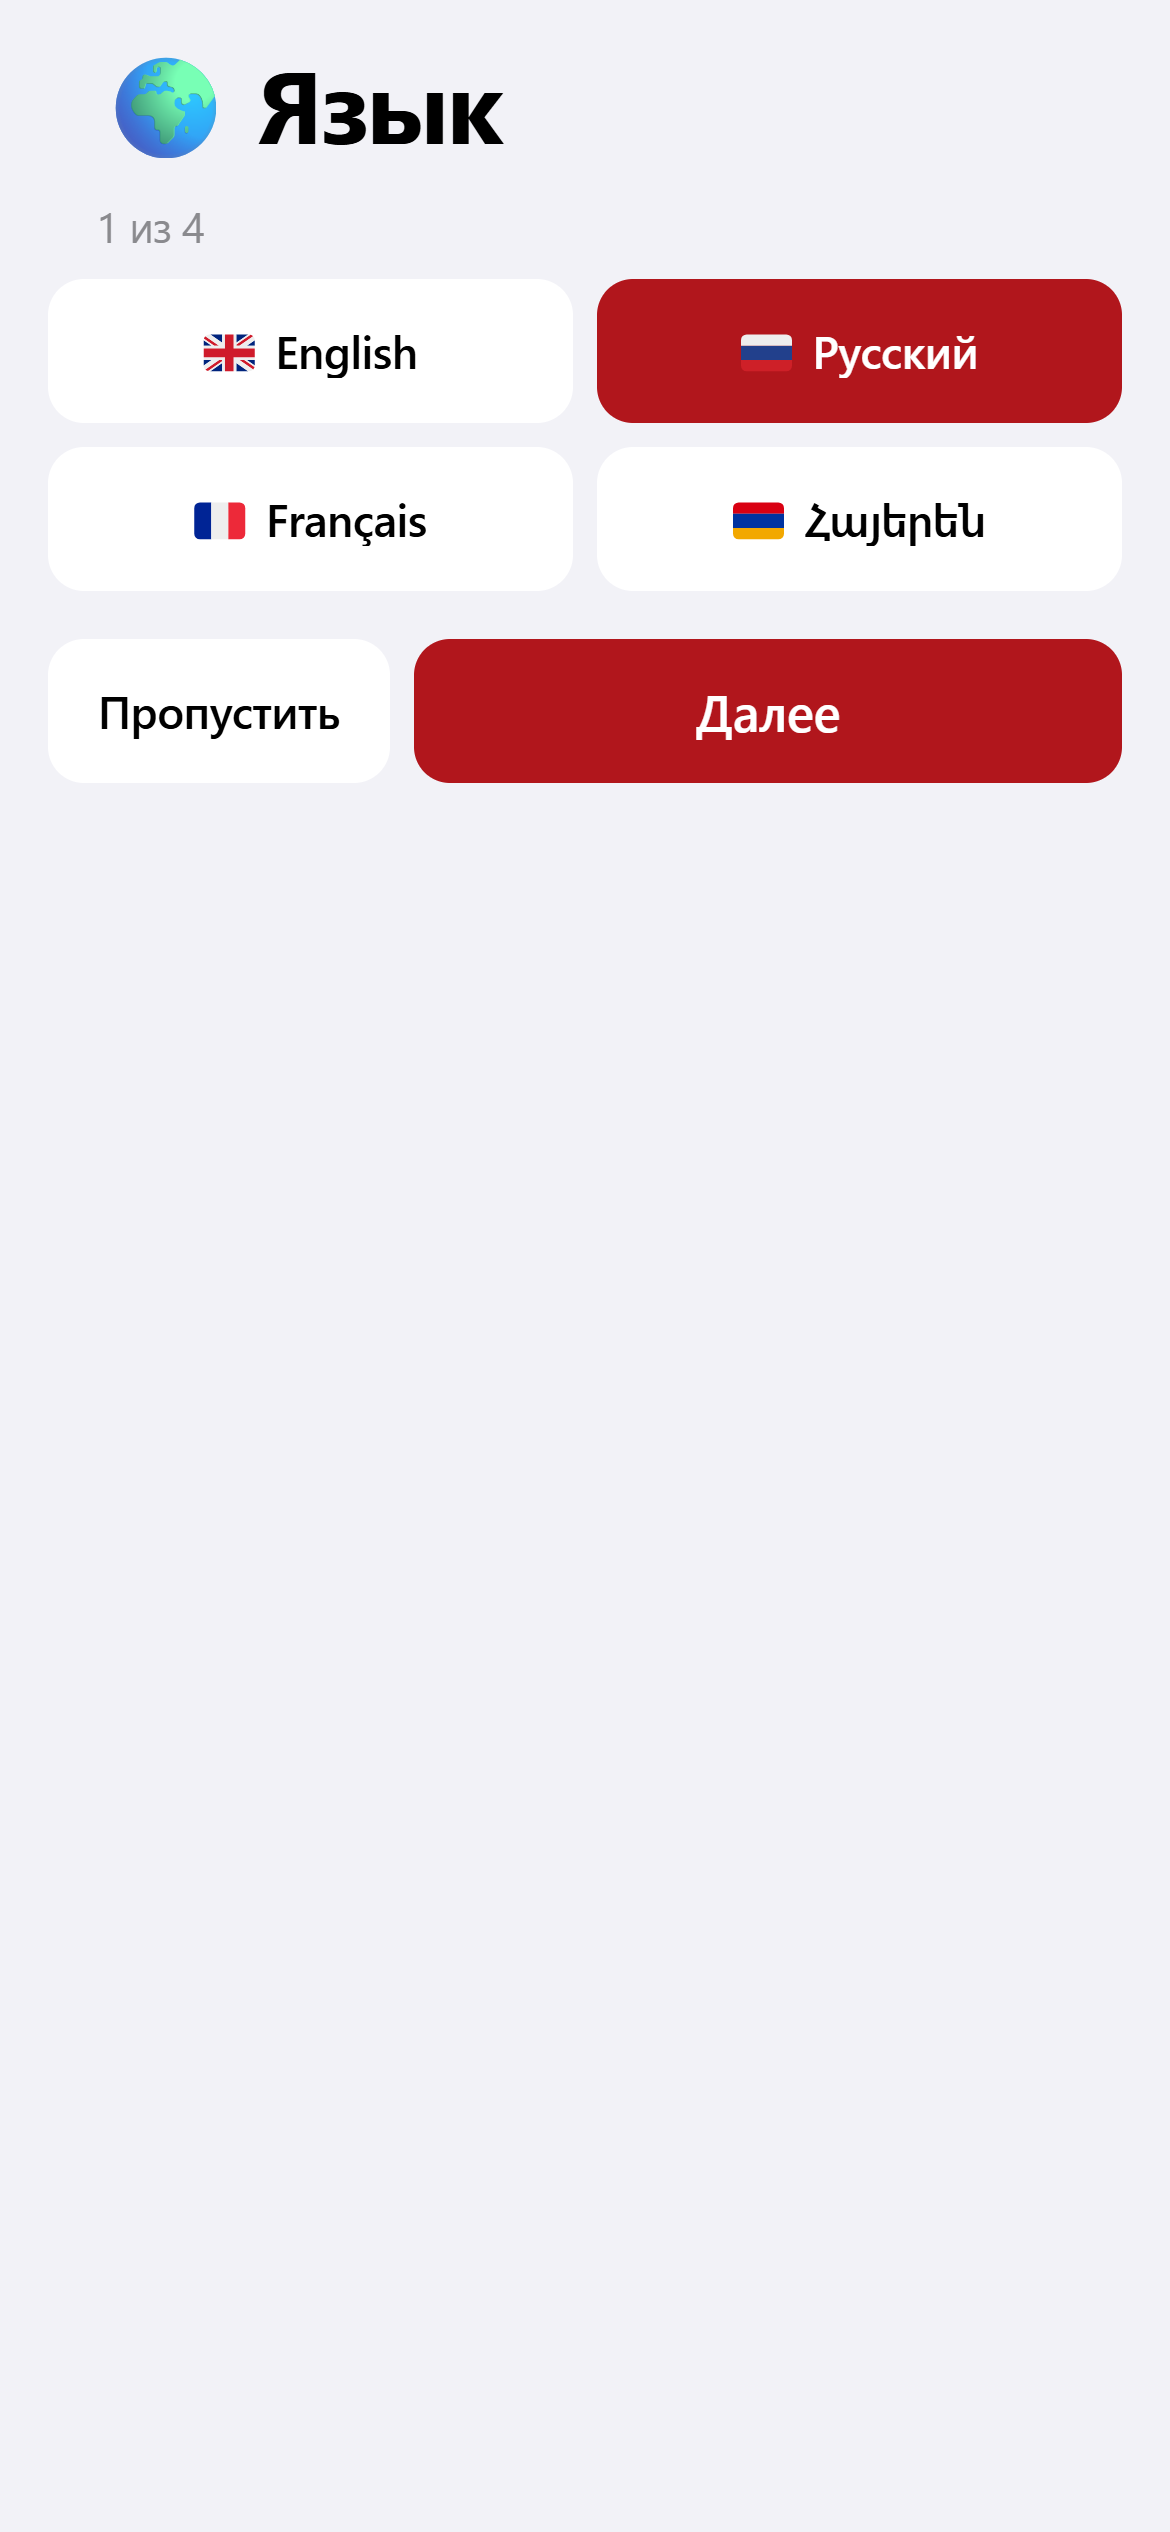 Язык
1 из 4
English
Русский
Français
Հայերեն
Пропустить
Далее